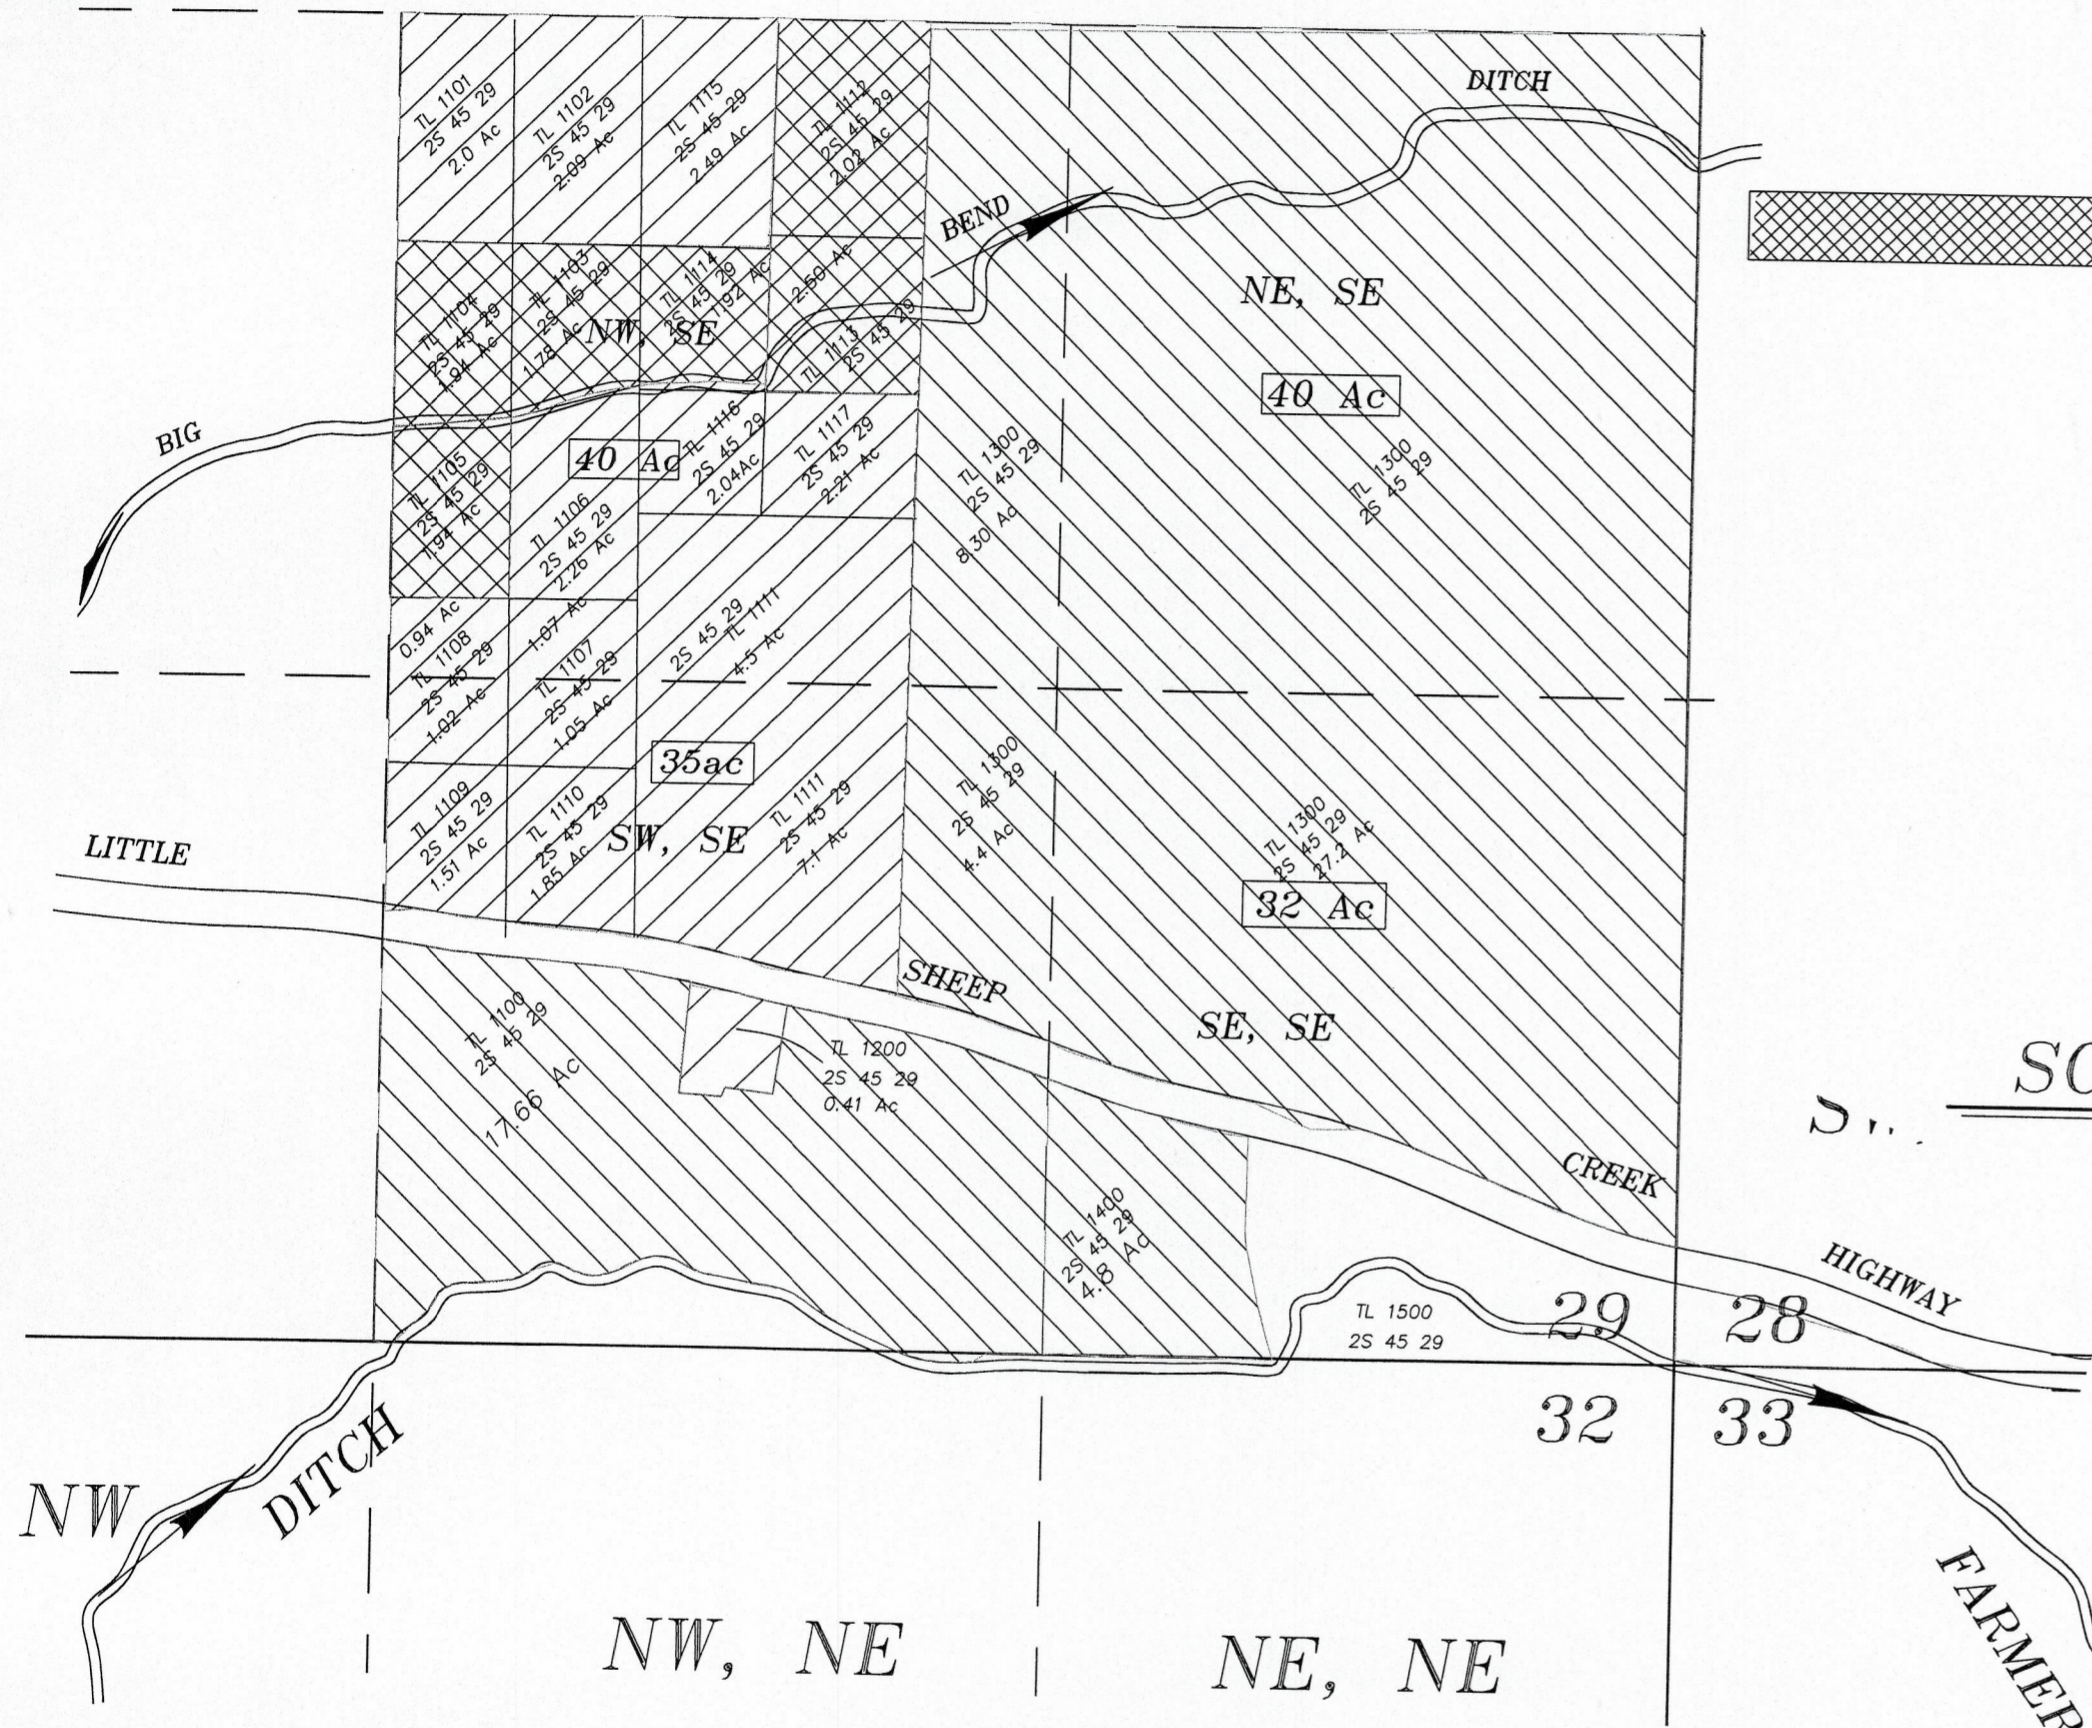 DITCH
TL 1101
2S 45 29
2.0 Ac
TL 1102
2S 45 29
2.09 Ac
TL 1115
2S 45 29
2.49 Ac
TL 1112
2S 45 29
2.02 Ac
BEND
TL 1104
2S 45 29
1.94 Ac
TL 1103
2S 45 29
1.78 Ac
TL 1114
2S 45 29
1.92 Ac
2.50 Ac
TL 1113
2S 45 29
NW, SE
NE, SE
40 Ac
BIG
40 Ac
TL 1105
2S 45 29
1.94 Ac
TL 1106
2S 45 29
2.26 Ac
TL 1116
2S 45 29
2.04Ac
TL 1117
2S 45 29
2.21 Ac
TL 1300
2S 45 29
8.30 Ac
TL 1300
2S 45 29
0.94 Ac
TL 1108
2S 45 29
1.02 Ac
1.07 Ac
TL 1107
2S 45 29
1.05 Ac
2S 45 29
TL 1111
4.5 Ac
35ac
TL 1109
2S 45 29
1.51 Ac
TL 1110
2S 45 29
1.85 Ac
SW, SE
TL 1111
2S 45 29
7.1 Ac
TL 1300
2S 45 29
4.4 Ac
TL 1300
2S 45 29
27.2 Ac
32 Ac
LITTLE
SHEEP
SE, SE
TL 1100
2S 45 29
17.66 Ac
TL 1200
2S 45 29
0.41 Ac
CREEK
HIGHWAY
TL 1400
2S 45 29
4.8 Ac
TL 1500
2S 45 29
29
28
32
33
NW
DITCH
FARMER
NW, NE
NE, NE